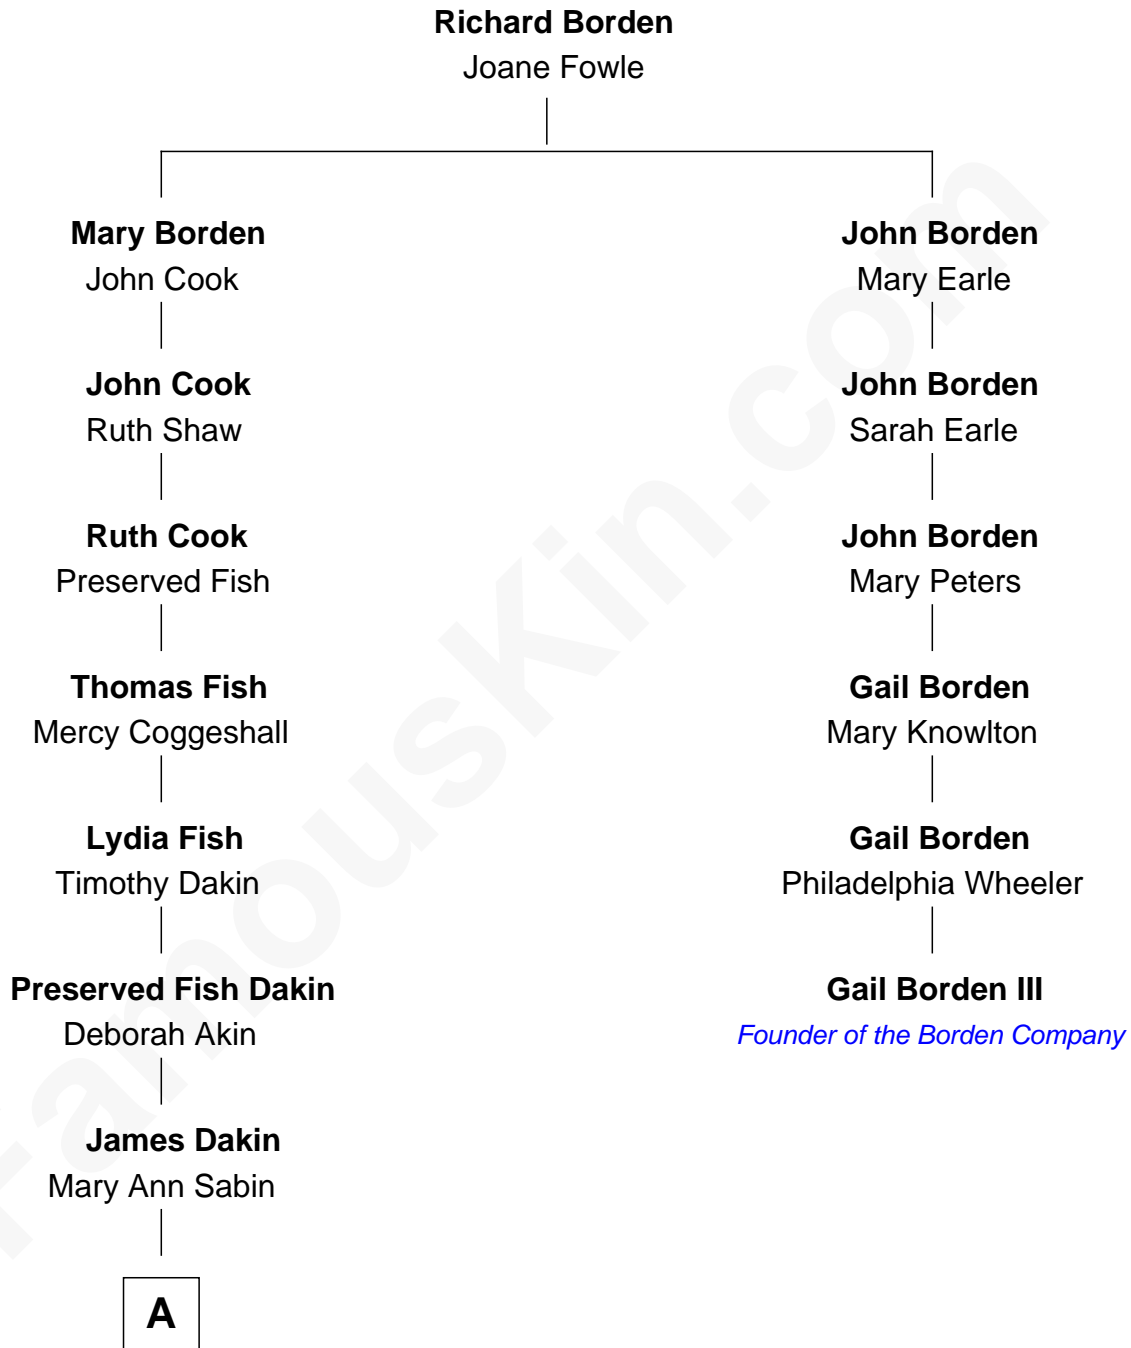 Richard Borden
Joane Fowle
Mary Borden
John Cook
John Borden
Mary Earle
John Cook
Ruth Shaw
John Borden
Sarah Earle
Ruth Cook
Preserved Fish
John Borden
Mary Peters
Thomas Fish
Mercy Coggeshall
Gail Borden
Mary Knowlton
Lydia Fish
Timothy Dakin
Gail Borden
Philadelphia Wheeler
Preserved Fish Dakin
Deborah Akin
Gail Borden III
Founder of the Borden Company
James Dakin
Mary Ann Sabin
A
FamousKin.com